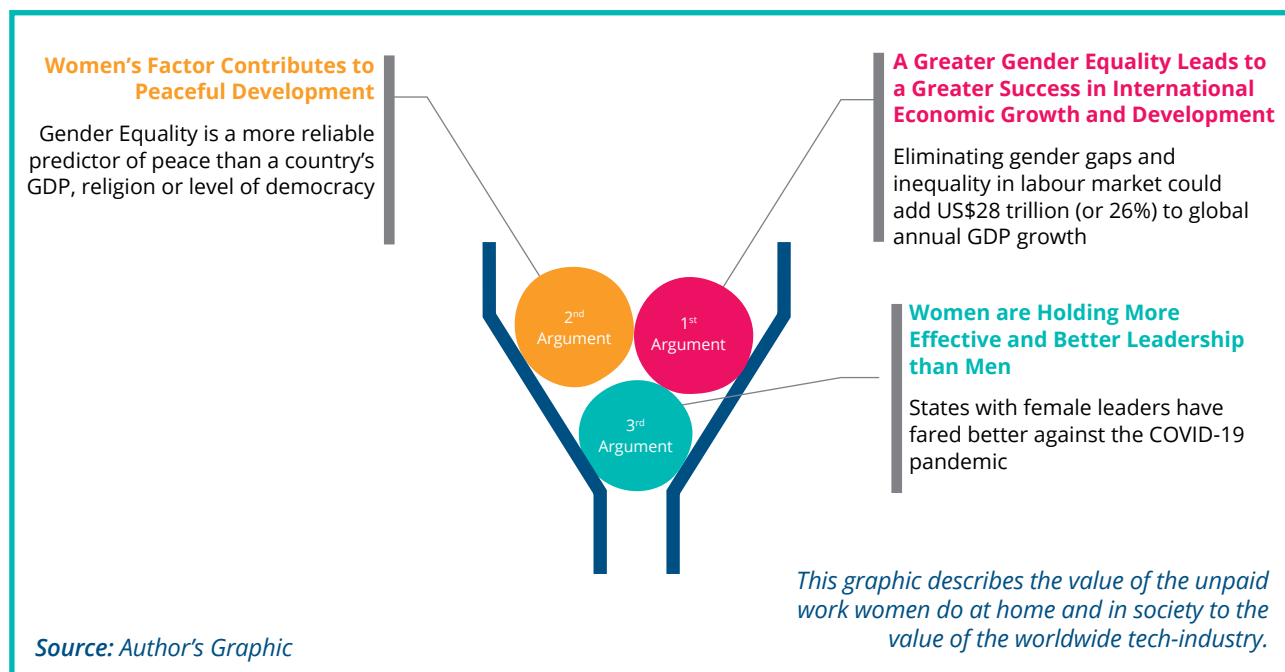 Women’s Factor Contributes to
Peaceful Development
Gender Equality is a more reliable
predictor of peace than a country’s
GDP, religion or level of democracy
A Greater Gender Equality Leads to
a Greater Success in International
Economic Growth and Development
Eliminating gender gaps and
inequality in labour market could
add US$28 trillion (or 26%) to global
annual GDP growth
2nd
Argument
1st
Argument
3rd
Argument
Women are Holding More
Effective and Better Leadership
than Men
States with female leaders have
fared better against the COVID-19
pandemic
This graphic describes the value of the unpaid
work women do at home and in society to the
value of the worldwide tech-industry.
Source: Author’s Graphic